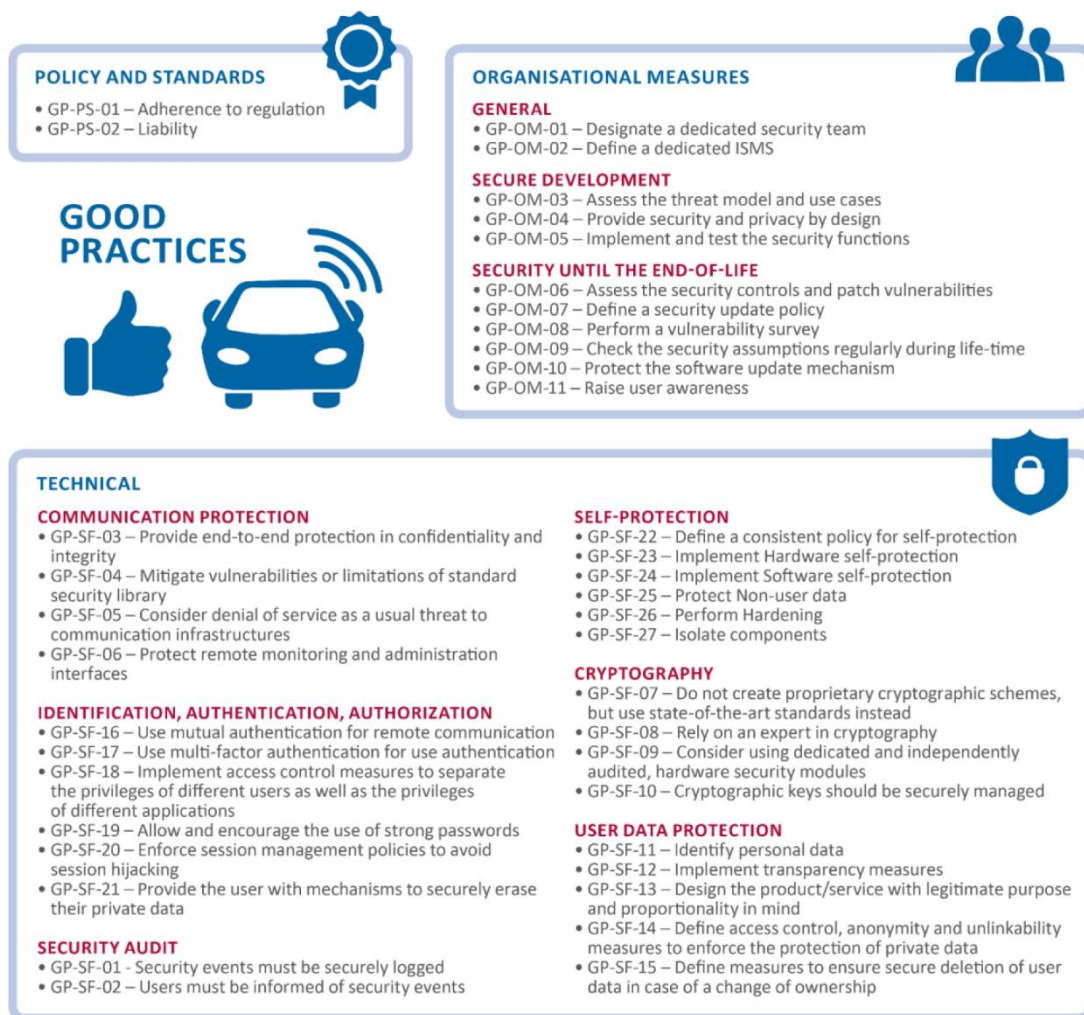 POLICY AND STANDARDS
• GP-PS-01 – Adherence to regulation
• GP-PS-02 – Liability
GOOD
PRACTICES
ORGANISATIONAL MEASURES
GENERAL
• GP-OM-01 – Designate a dedicated security team
• GP-OM-02 – Define a dedicated ISMS
SECURE DEVELOPMENT
• GP-OM-03 – Assess the threat model and use cases
• GP-OM-04 – Provide security and privacy by design
• GP-OM-05 – Implement and test the security functions
SECURITY UNTIL THE END-OF-LIFE
• GP-OM-06 – Assess the security controls and patch vulnerabilities
• GP-OM-07 – Define a security update policy
• GP-OM-08 – Perform a vulnerability survey
• GP-OM-09 – Check the security assumptions regularly during life-time
• GP-OM-10 – Protect the software update mechanism
• GP-OM-11 – Raise user awareness
TECHNICAL
COMMUNICATION PROTECTION
• GP-SF-03 – Provide end-to-end protection in confidentiality and
integrity
• GP-SF-04 – Mitigate vulnerabilities or limitations of standard
security library
• GP-SF-05 – Consider denial of service as a usual threat to
communication infrastructures
• GP-SF-06 – Protect remote monitoring and administration
interfaces
IDENTIFICATION, AUTHENTICATION, AUTHORIZATION
• GP-SF-16 – Use mutual authentication for remote communication
• GP-SF-17 – Use multi-factor authentication for use authentication
• GP-SF-18 – Implement access control measures to separate
the privileges of different users as well as the privileges
of different applications
• GP-SF-19 – Allow and encourage the use of strong passwords
• GP-SF-20 – Enforce session management policies to avoid
session hijacking
• GP-SF-21 – Provide the user with mechanisms to securely erase
their private data
SECURITY AUDIT
• GP-SF-01 - Security events must be securely logged
• GP-SF-02 – Users must be informed of security events
SELF-PROTECTION
• GP-SF-22 – Define a consistent policy for self-protection
• GP-SF-23 – Implement Hardware self-protection
• GP-SF-24 – Implement Software self-protection
• GP-SF-25 – Protect Non-user data
• GP-SF-26 – Perform Hardening
• GP-SF-27 – Isolate components
CRYPTOGRAPHY
• GP-SF-07 – Do not create proprietary cryptographic schemes,
but use state-of-the-art standards instead
• GP-SF-08 – Rely on an expert in cryptography
• GP-SF-09 – Consider using dedicated and independently
audited, hardware security modules
• GP-SF-10 – Cryptographic keys should be securely managed
USER DATA PROTECTION
• GP-SF-11 – Identify personal data
• GP-SF-12 – Implement transparency measures
• GP-SF-13 – Design the product/service with legitimate purpose
and proportionality in mind
• GP-SF-14 – Define access control, anonymity and unlinkability
measures to enforce the protection of private data
• GP-SF-15 – Define measures to ensure secure deletion of user
data in case of a change of ownership